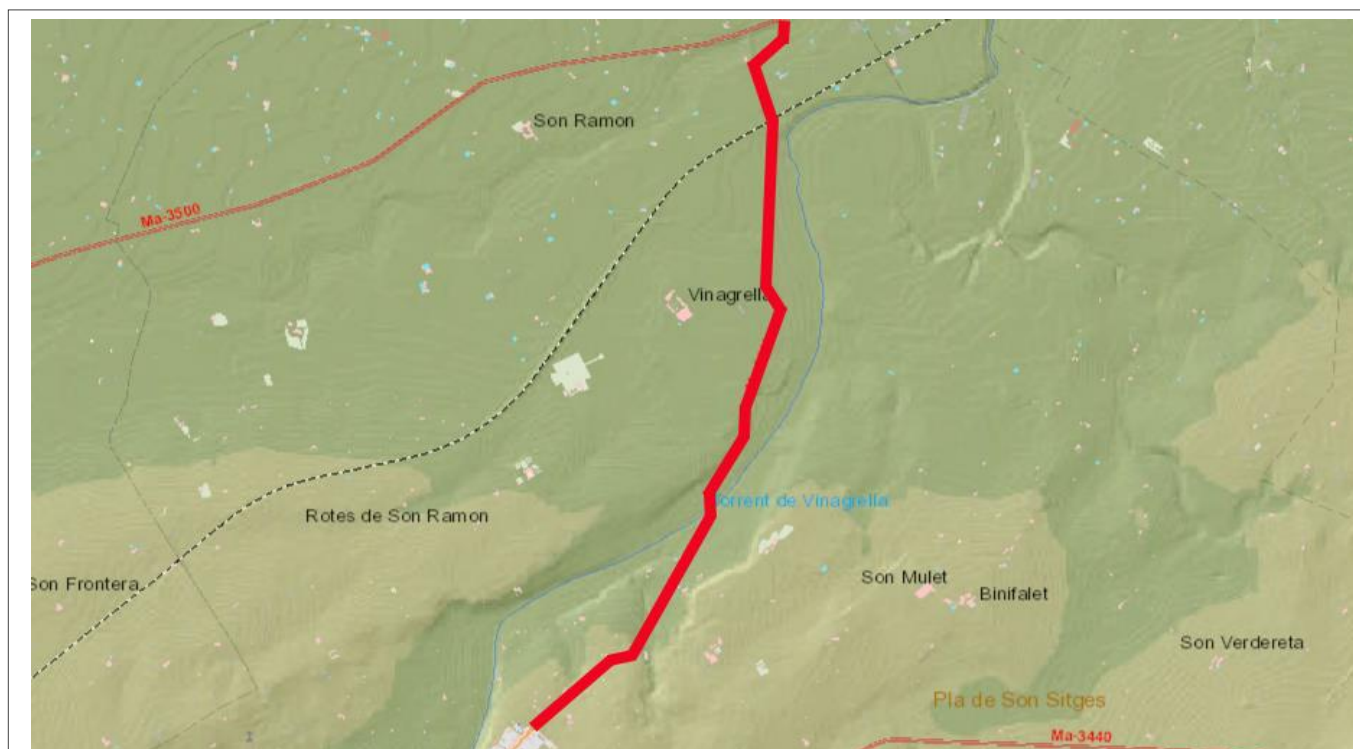 Son Ramon
Ma-3500
Vinagrella
Torrent de Vinagrella
Rotes de Son Ramon
Son Frontera
Son Mulet
Binifalet
Son Verdereta
Pla de Son Sitges
Ma-3440